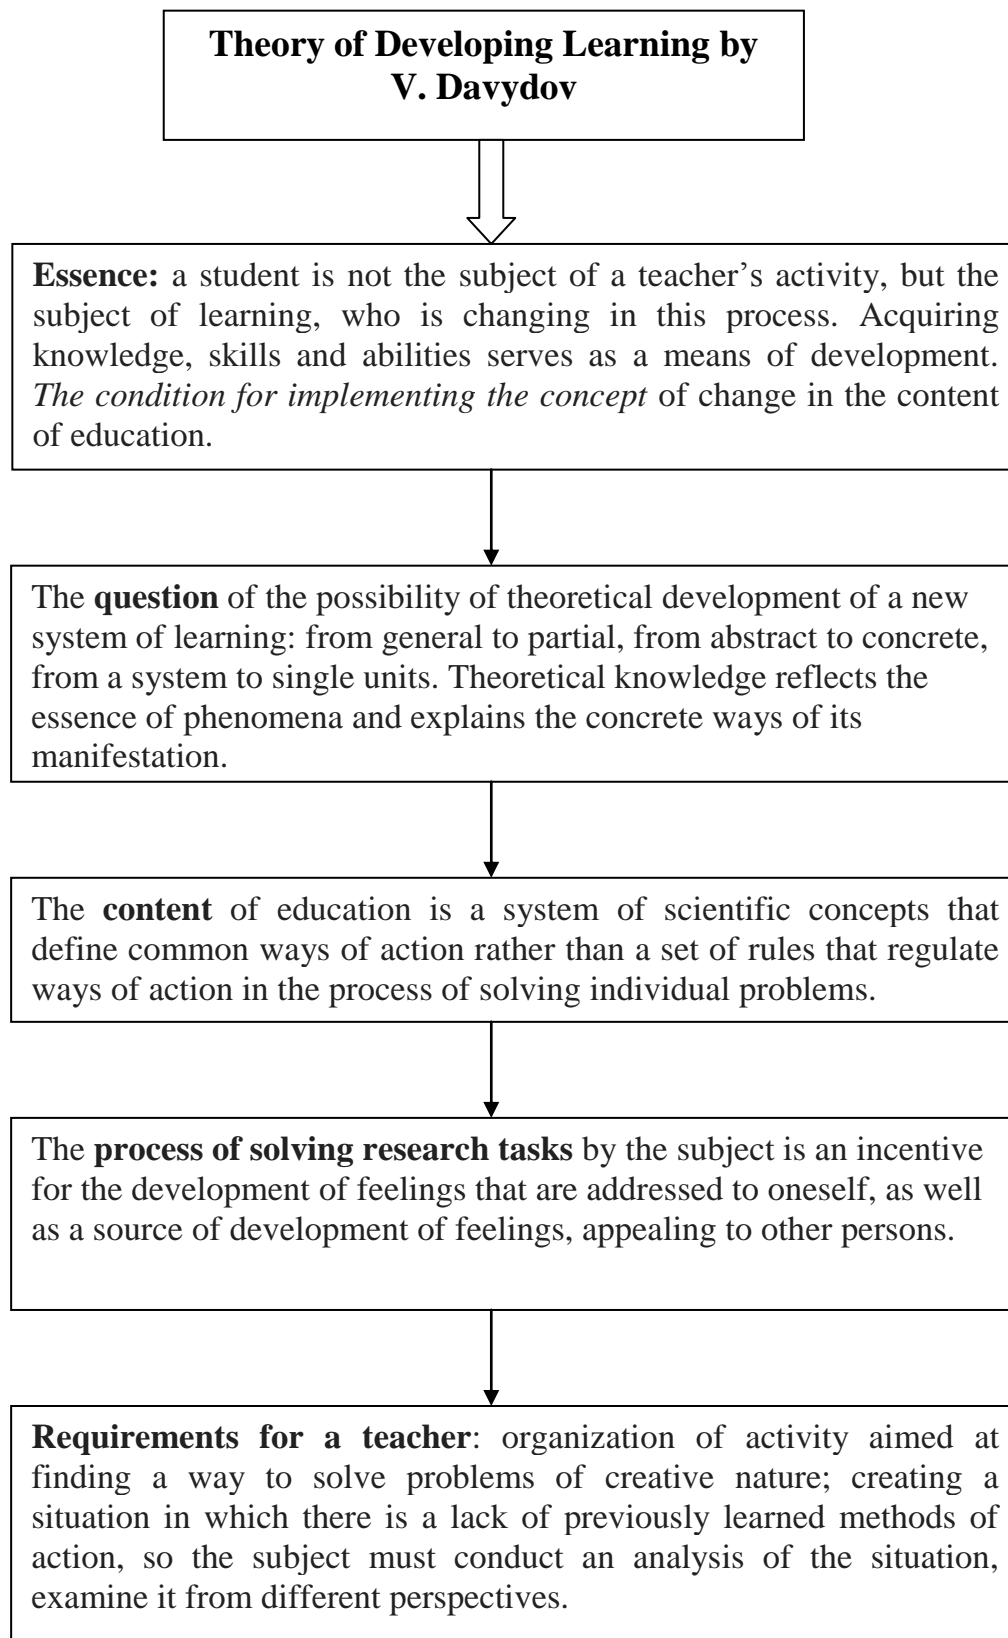 Theory of Developing Learning by
V. Davydov
Essence: a student is not the subject of a teacher’s activity, but the
subject of learning, who is changing in this process. Acquiring
knowledge, skills and abilities serves as a means of development.
The condition for implementing the concept of change in the content
of education.
The question of the possibility of theoretical development of a new
system of learning: from general to partial, from abstract to concrete,
from a system to single units. Theoretical knowledge reflects the
essence of phenomena and explains the concrete ways of its
manifestation.
The content of education is a system of scientific concepts that
define common ways of action rather than a set of rules that regulate
ways of action in the process of solving individual problems.
The process of solving research tasks by the subject is an incentive
for the development of feelings that are addressed to oneself, as well
as a source of development of feelings, appealing to other persons.
Requirements for a teacher: organization of activity aimed at
finding a way to solve problems of creative nature; creating a
situation in which there is a lack of previously learned methods of
action, so the subject must conduct an analysis of the situation,
examine it from different perspectives.